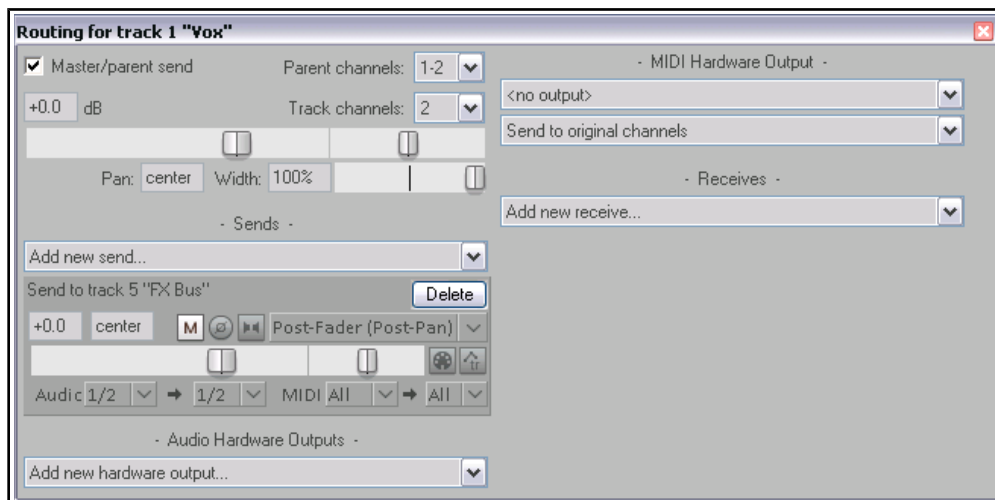 Routing for track 1 "Vox"
Master/parent send
Parent channels: 1-2
+0.0 dB
Track channels: 2
Pan: center Width: 100%
- Sends -
Add new send...
Send to track 5 "FX Bus"
Delete
+0.0 center M Post-Fader (Post-Pan)
tr
Audio 1/2 1/2 MIDI All All
- Audio Hardware Outputs -
Add new hardware output...
- MIDI Hardware Output -
<no output>
Send to original channels
- Receives -
Add new receive...